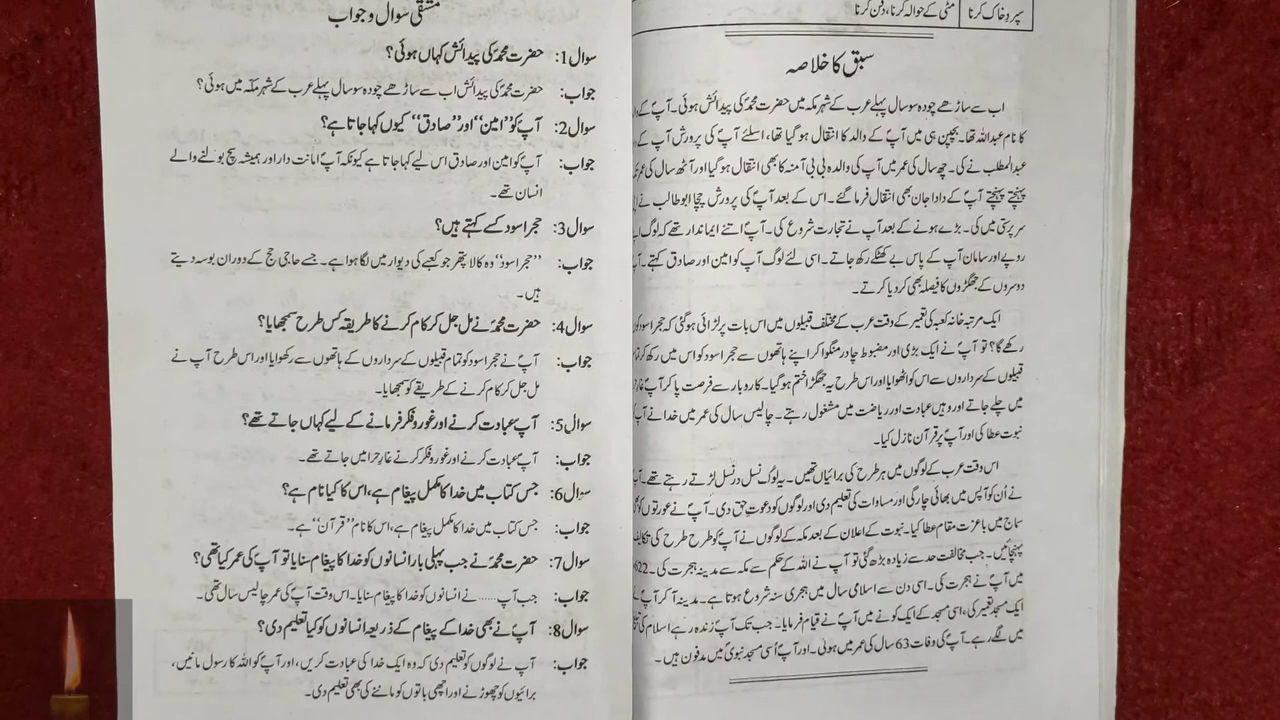 سپرد خاک کرنا
مٹی کے حوالہ کرنا، دفن کرنا
سبق کا خلاصہ
اب سے ساڑھے چودہ سو سال پہلے عرب کے شہر مکہ میں حضرت محمدؐ کی پیدائش ہوئی۔ آپؐ کے
کا نام عبداللہ تھا۔ بچپن ہی میں آپؐ کے والد کا انتقال ہو گیا تھا، اسلئے آپؐ کی پرورش آپؐ کے
عبدالمطلب نے کی۔ چھ سال کی عمر میں آپؐ کی والدہ بی بی آمنہ کا بھی انتقال ہو گیا اور آٹھ سال کی عمر
پہنچتے پہنچتے آپؐ کے دادا جان بھی انتقال فرما گئے۔ اس کے بعد آپؐ کی پرورش چچا ابوطالب نے
سرپرستی میں کی۔ بڑے ہونے کے بعد آپؐ نے تجارت شروع کی۔ آپؐ اتنے ایماندار تھے کہ لوگ
روپے اور سامان آپؐ کے پاس بے کھٹکے رکھ جاتے۔ اسی لئے لوگ آپؐ کو امین اور صادق کہتے۔
دوسروں کے جھگڑوں کا فیصلہ بھی کر دیا کرتے۔
ایک مرتبہ خانہ کعبہ کی تعمیر کے وقت عرب کے مختلف قبیلوں میں اس بات پر لڑائی ہو گئی کہ حجر اسود
رکھے گا؟ تو آپؐ نے ایک بڑی اور مضبوط چادر منگوا کر اپنے ہاتھوں سے حجر اسود کو اس میں رکھ کر
قبیلوں کے سرداروں سے اس کو اٹھوایا اور اس طرح یہ جھگڑا ختم ہو گیا۔ کاروبار سے فرصت پا کر آپؐ
میں چلے جاتے اور وہیں عبادت اور ریاضت میں مشغول رہتے۔ چالیس سال کی عمر میں خدا نے
نبوت عطا کی اور آپؐ پر قرآن نازل کیا۔
اس وقت عرب کے لوگوں میں ہر طرح کی برائیاں تھیں۔ یہ لوگ نسل در نسل لڑتے رہتے تھے۔
نے اُن کو آپس میں بھائی چارگی اور مساوات کی تعلیم دی اور لوگوں کو دعوت حق دی۔ آپؐ نے عورتوں
سماج میں باعزت مقام عطا کیا۔ نبوت کے اعلان کے بعد مکہ کے لوگوں نے آپؐ کو طرح طرح کی
پہنچائیں۔ جب مخالفت حد سے زیادہ بڑھ گئی تو آپؐ نے اللہ کے حکم سے مکہ سے مدینہ ہجرت کی۔ 622
میں آپؐ نے ہجرت کی۔ اسی دن سے اسلامی سال میں ہجری سنہ شروع ہوتا ہے۔ مدینہ آ کر آپؐ
ایک مسجد تعمیر کی، اسی مسجد کے ایک کونے میں آپؐ نے قیام فرمایا۔ جب تک آپؐ زندہ رہے اسلام کی
میں لگے رہے۔ آپؐ کی وفات 63 سال کی عمر میں ہوئی۔ اور آپؐ اُسی مسجد نبویؐ میں مدفون ہیں۔
مشقی سوال و جواب
سوال 1: حضرت محمدؐ کی پیدائش کہاں ہوئی؟
جواب: حضرت محمدؐ کی پیدائش اب سے ساڑھے چودہ سو سال پہلے عرب کے شہر مکہ میں ہوئی؟
سوال 2: آپؐ کو ”امین“ اور ”صادق“ کیوں کہا جاتا ہے؟
جواب: آپؐ کو امین اور صادق اس لیے کہا جاتا ہے کیونکہ آپؐ امانت دار اور ہمیشہ سچ بولنے والے
انسان تھے۔
سوال 3: حجر اسود کسے کہتے ہیں؟
جواب: ”حجر اسود“ وہ کالا پتھر جو کعبے کی دیوار میں لگا ہوا ہے۔ جسے حاجی حج کے دوران بوسہ دیتے
ہیں۔
سوال 4: حضرت محمدؐ نے مل جل کر کام کرنے کا طریقہ کس طرح سمجھایا؟
جواب: آپؐ نے حجر اسود کو تمام قبیلوں کے سرداروں کے ہاتھوں سے رکھوایا اور اس طرح آپ نے
مل جل کر کام کرنے کے طریقے کو سمجھایا۔
سوال 5: آپؐ عبادت کرنے اور غور و فکر فرمانے کے لیے کہاں جاتے تھے؟
جواب: آپؐ عبادت کرنے اور غور و فکر کرنے غار حرا میں جاتے تھے۔
سوال 6: جس کتاب میں خدا کا مکمل پیغام ہے، اس کا کیا نام ہے؟
جواب: جس کتاب میں خدا کا مکمل پیغام ہے، اس کا نام ”قرآن“ ہے۔
سوال 7: حضرت محمدؐ نے جب پہلی بار انسانوں کو خدا کا پیغام سنایا تو آپؐ کی عمر کیا تھی؟
جواب: جب آپ...... نے انسانوں کو خدا کا پیغام سنایا۔ اس وقت آپؐ کی عمر چالیس سال تھی۔
سوال 8: آپؐ نے بھی خدا کے پیغام کے ذریعہ انسانوں کو کیا تعلیم دی؟
جواب: آپؐ نے لوگوں کو تعلیم دی کہ وہ ایک خدا کی عبادت کریں، اور آپؐ کو اللہ کا رسول مانیں،
برائیوں کو چھوڑنے اور اچھی باتوں کو ماننے کی بھی تعلیم دی۔